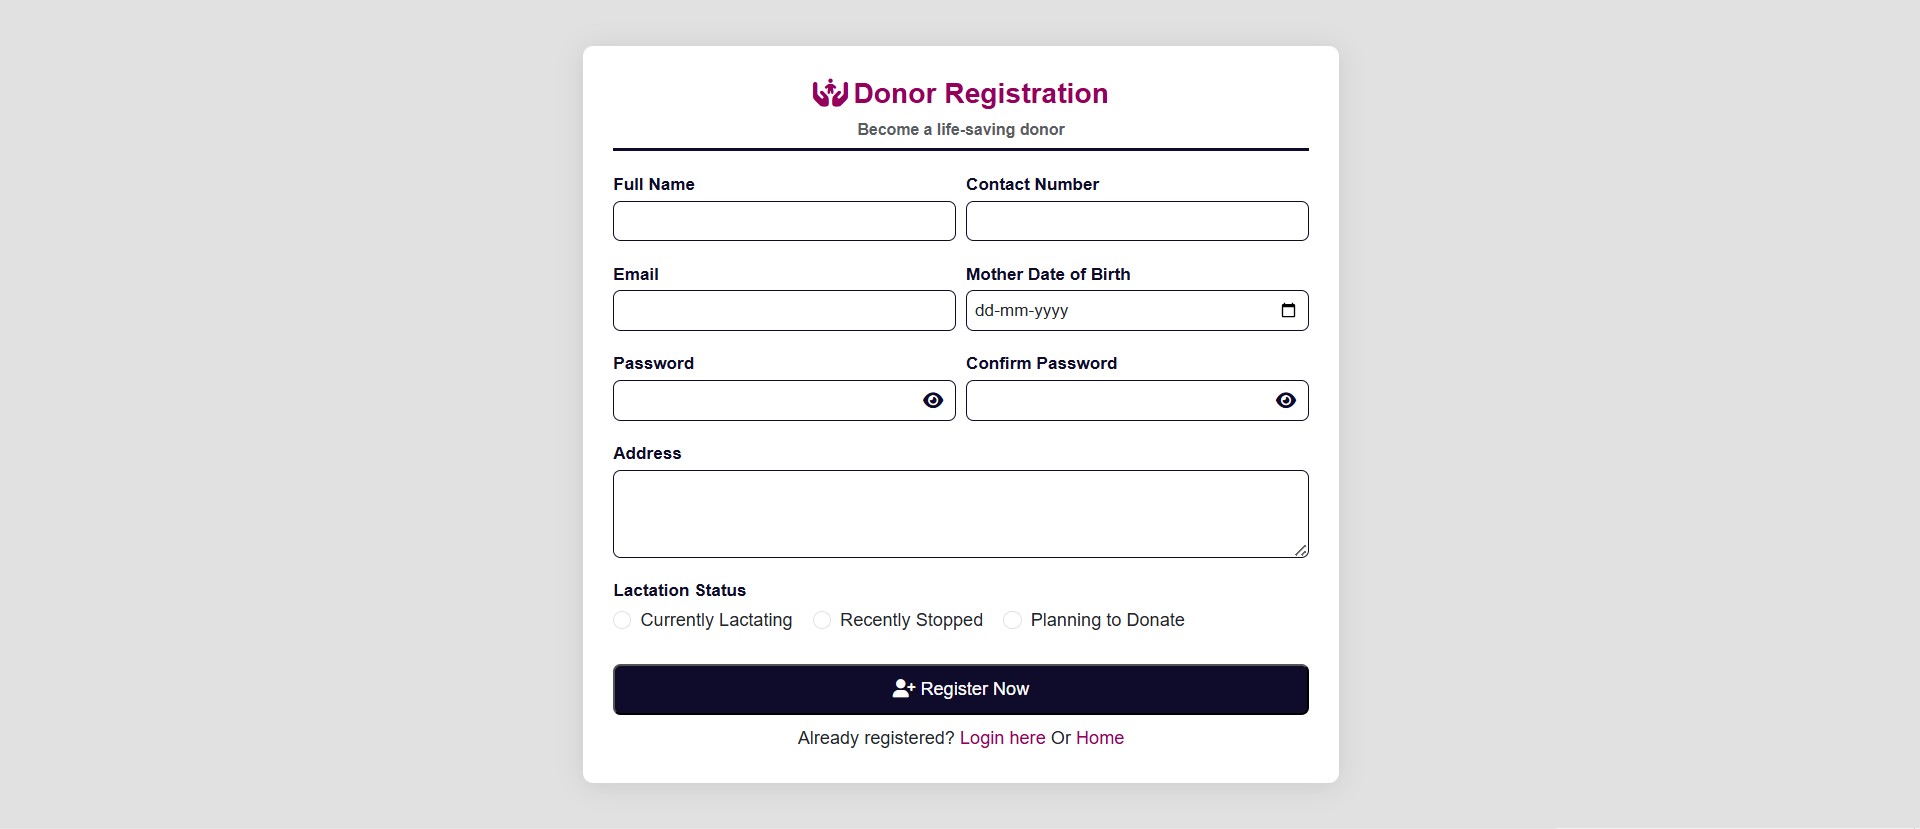 Donor Registration
Become a life-saving donor
Full Name
Contact Number
Email
Mother Date of Birth
dd-mm-yyyy
Password
Confirm Password
Address
Lactation Status
Currently Lactating
Recently Stopped
Planning to Donate
Register Now
Already registered? Login here Or Home